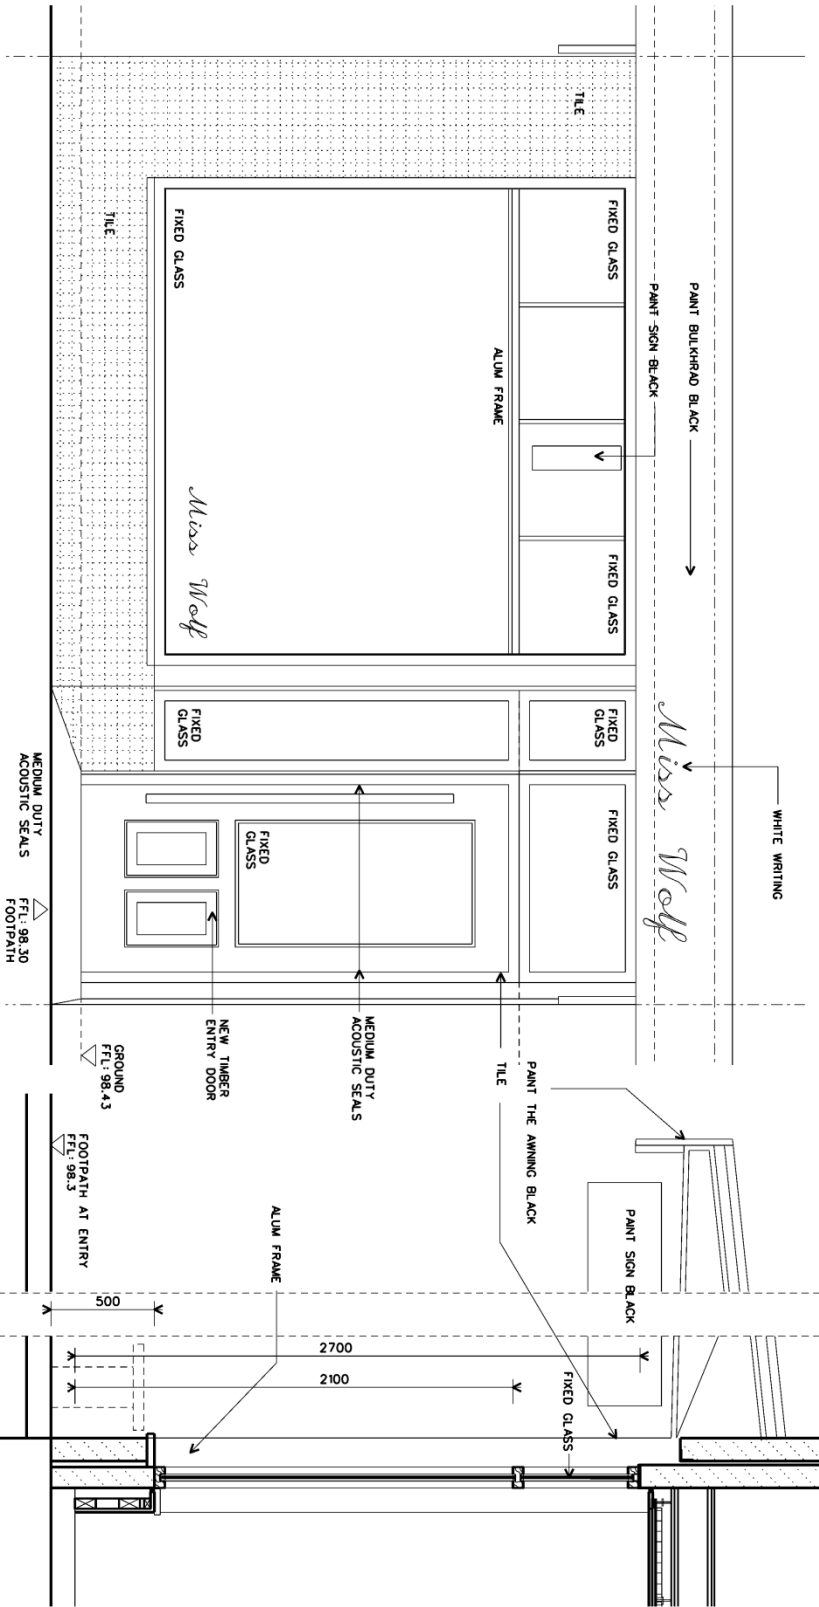 TILE
TILE
FIXED GLASS
FIXED GLASS
PAINT SIGN BLACK
PAINT BULKHRAD BLACK
ALUM FRAME
FIXED GLASS
Miss Wolf
Miss Wolf
WHITE WRITING
FIXED
GLASS
FIXED
GLASS
FIXED GLASS
FIXED
GLASS
MEDIUM DUTY
ACOUSTIC SEALS
FFL: 98.30
FOOTPATH
MEDIUM DUTY
ACOUSTIC SEALS
NEW TIMBER
ENTRY DOOR
GROUND
FFL: 98.43
TILE
PAINT THE AWNING BLACK
FOOTPATH AT ENTRY
FFL: 98.3
ALUM FRAME
PAINT SIGN BLACK
500
2700
2100
FIXED GLASS